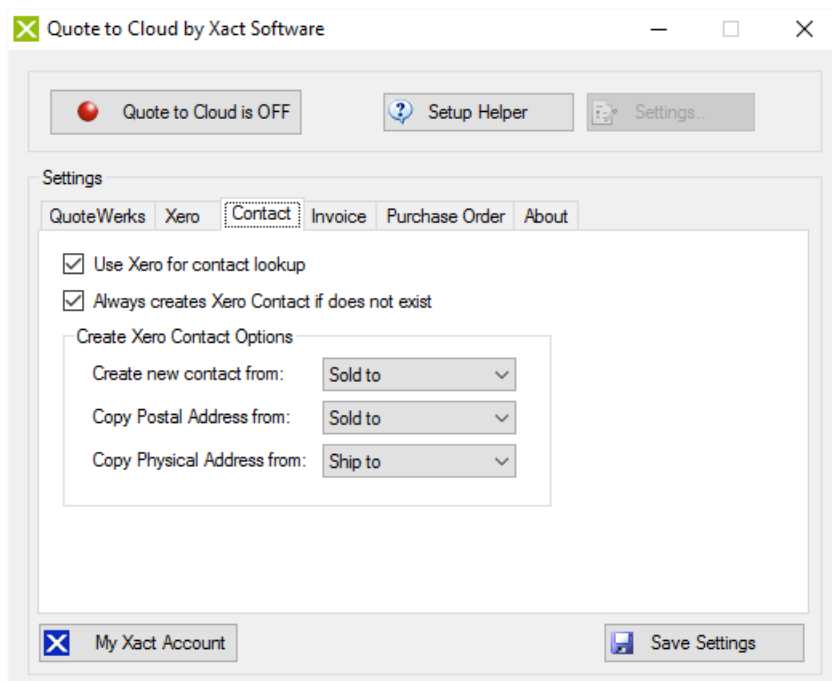 Quote to Cloud by Xact Software
Quote to Cloud is OFF
Setup Helper
Settings..
Settings
QuoteWerks Xero Contact Invoice Purchase Order About
Use Xero for contact lookup
Always creates Xero Contact if does not exist
Create Xero Contact Options
Create new contact from: Sold to
Copy Postal Address from: Sold to
Copy Physical Address from: Ship to
My Xact Account
Save Settings